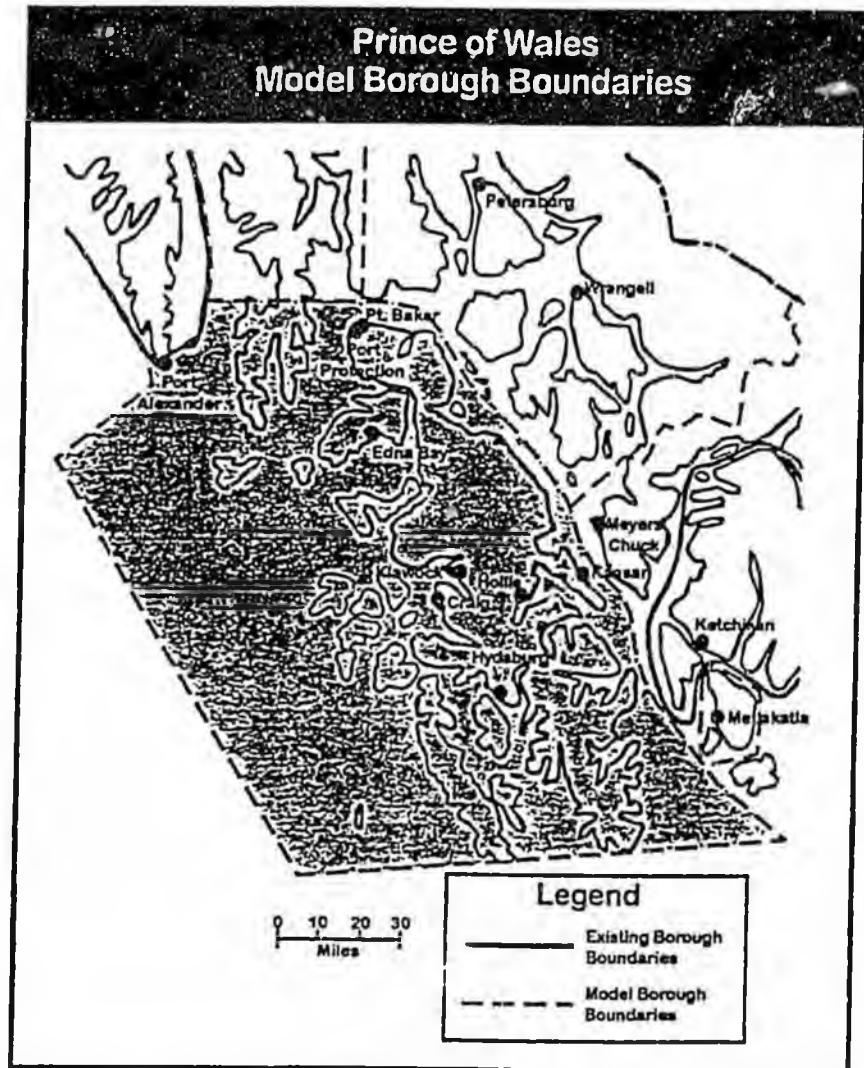 Prince of Wales
Model Borough Boundaries
Petersburg
Wrangell
Pt. Baker
Port
Protection
Port
Alexander
Edna Bay
Meyers
Chuck
Klawock
Hollis
Kasaan
Craig
Ketchikan
Hydaburg
Metlakatla
Legend
0 10 20 30
Miles
Existing Borough
Boundaries
Model Borough
Boundaries